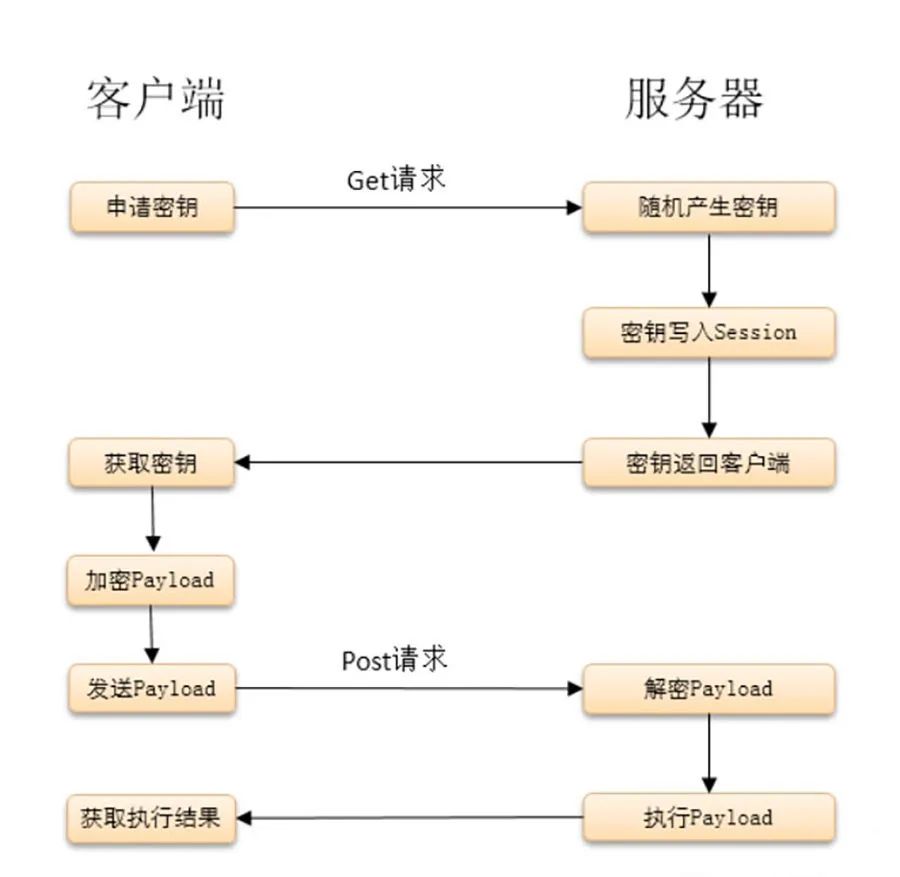 客户端
服务器
Get请求
申请密钥
随机产生密钥
密钥写入Session
获取密钥
密钥返回客户端
加密Payload
Post请求
发送Payload
解密Payload
获取执行结果
执行Payload